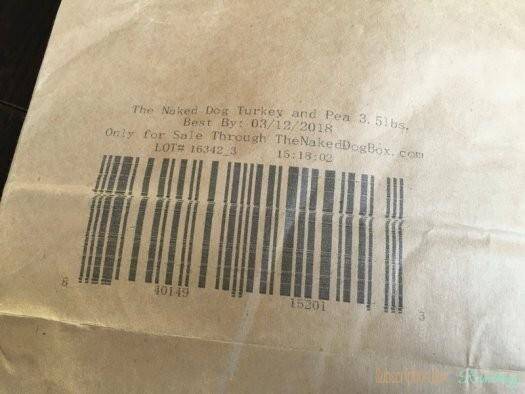 The Naked Dog Turkey and Pea 3.5lbs.
Best By: 03/12/2018
Only for Sale Through TheNakedDogBox.com
LOT# 16342_3 15:18:02
8 40149 15201 3